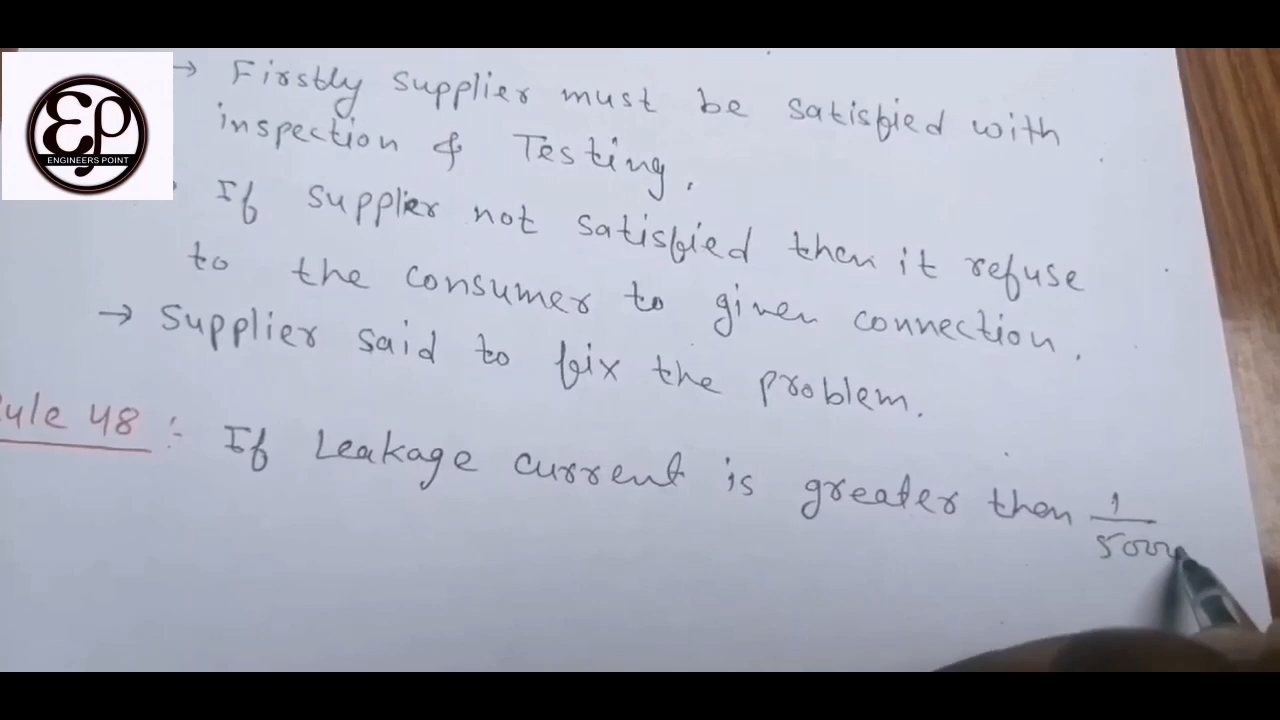 EP
ENGINEERS POINT
→ Firstly supplier must be satisfied with
inspection & Testing.
If supplier not satisfied then it refuse
to the consumer to given connection.
→ Supplier said to fix the problem.
Rule 48 :- If Leakage current is greater then 1
5000